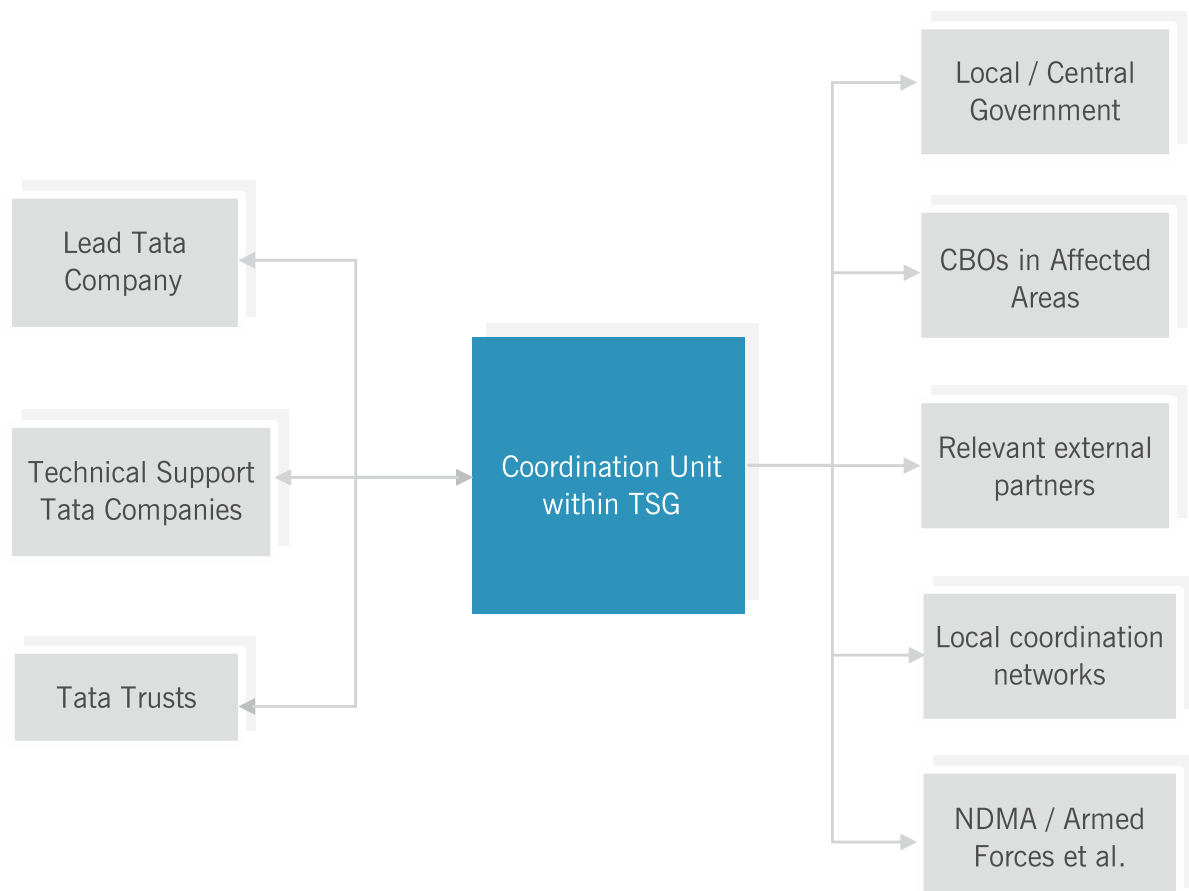 Lead Tata
Company
Technical Support
Tata Companies
Tata Trusts
Coordination Unit
within TSG
Local / Central
Government
CBOs in Affected
Areas
Relevant external
partners
Local coordination
networks
NDMA / Armed
Forces et al.